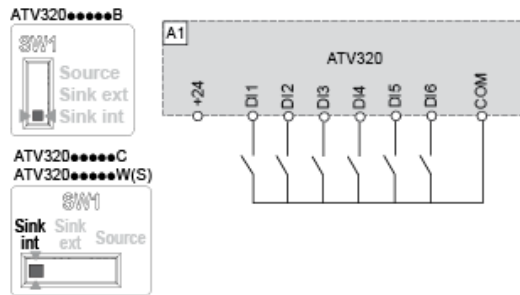 ATV320●●●●●B
SW1
Source
Sink ext
Sink int
ATV320●●●●●C
ATV320●●●●●W(S)
SW1
Sink int
Sink ext
Source
A1
ATV320
+24
DI1
DI2
DI3
DI4
DI5
DI6
COM